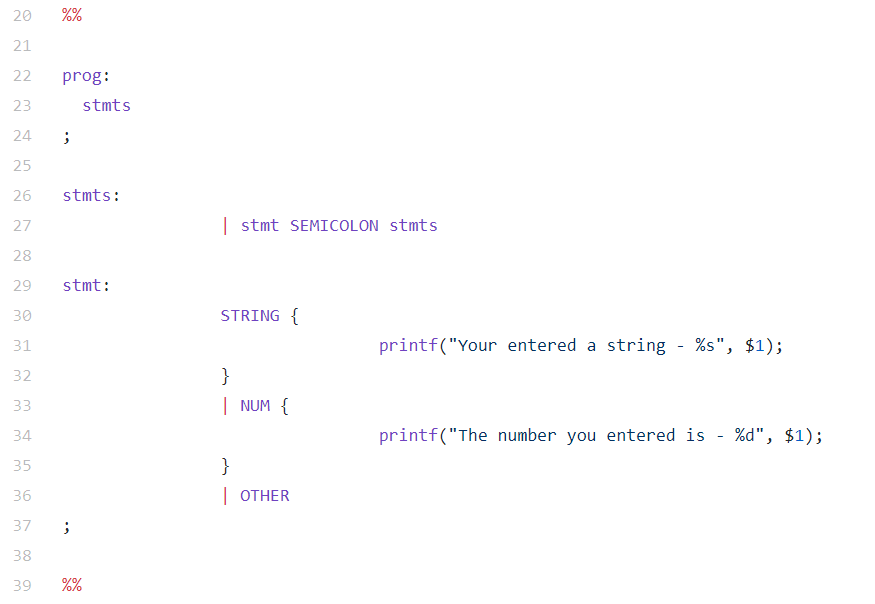 20 %%
21
22 prog:
23 stmts
24 ;
25
26 stmts:
27 | stmt SEMICOLON stmts
28
29 stmt:
30 STRING {
31 printf("Your entered a string - %s", $1);
32 }
33 | NUM {
34 printf("The number you entered is - %d", $1);
35 }
36 | OTHER
37 ;
38
39 %%